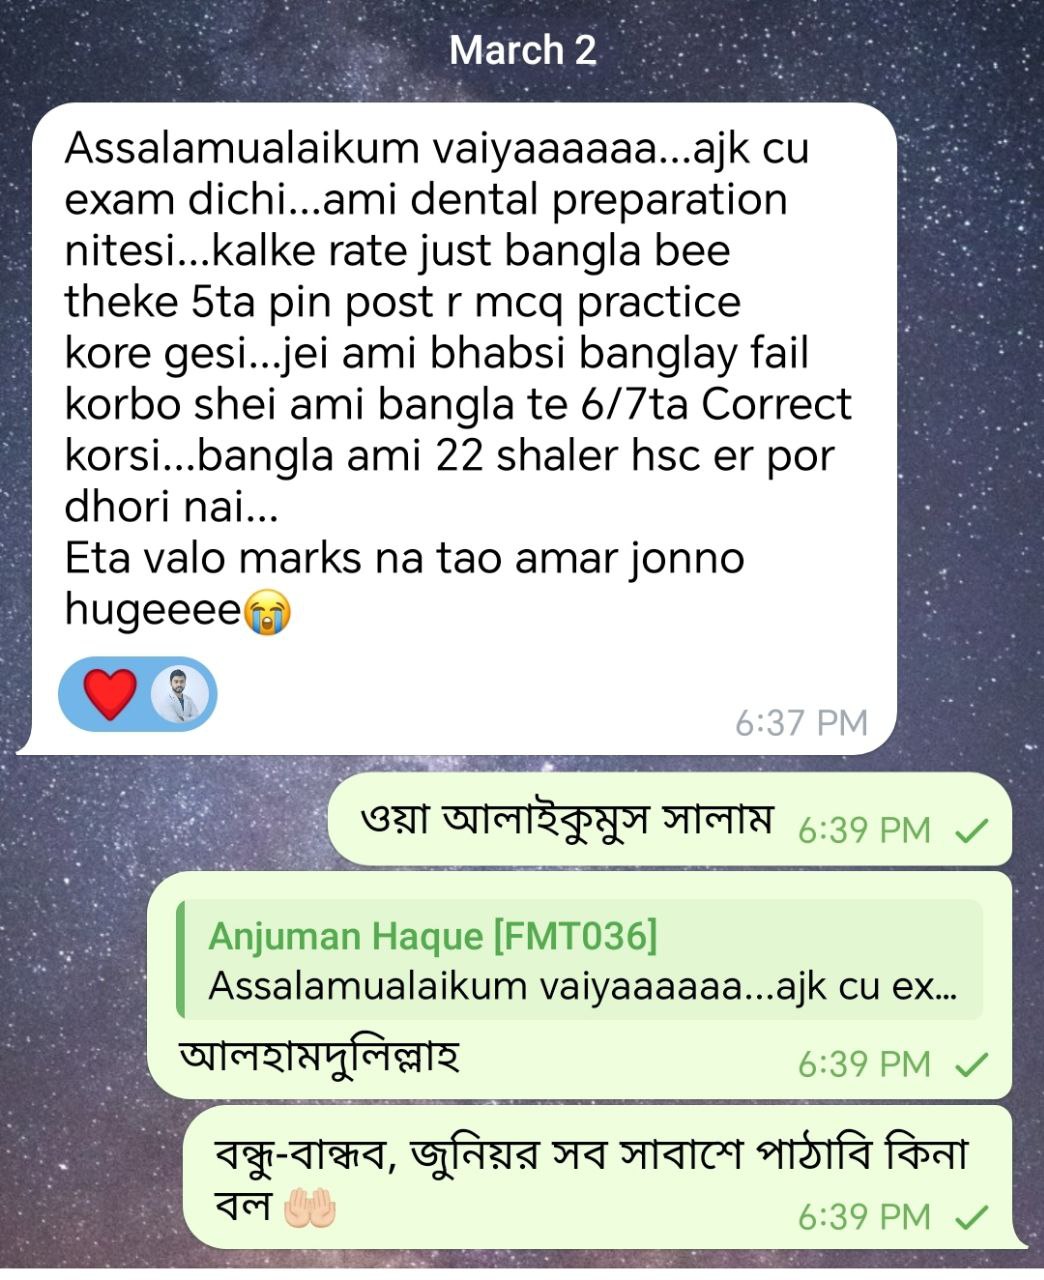 March 2
Assalamualaikum vaiyaaaaaa...ajk cu
exam dichi...ami dental preparation
nitesi...kalke rate just bangla bee
theke 5ta pin post r mcq practice
kore gesi...jei ami bhabsi banglay fail
korbo shei ami bangla te 6/7ta Correct
korsi...bangla ami 22 shaler hsc er por
dhori nai...
Eta valo marks na tao amar jonno
hugeeee😭
❤️
6:37 PM
ওয়া আলাইকুমুস সালাম 6:39 PM
Anjuman Haque [FMT036]
Assalamualaikum vaiyaaaaaa...ajk cu ex...
আলহামদুলিল্লাহ 6:39 PM
বন্ধু-বান্ধব, জুনিয়র সব সাবাশে পাঠাবি কিনা
বল 🤲🏻 6:39 PM